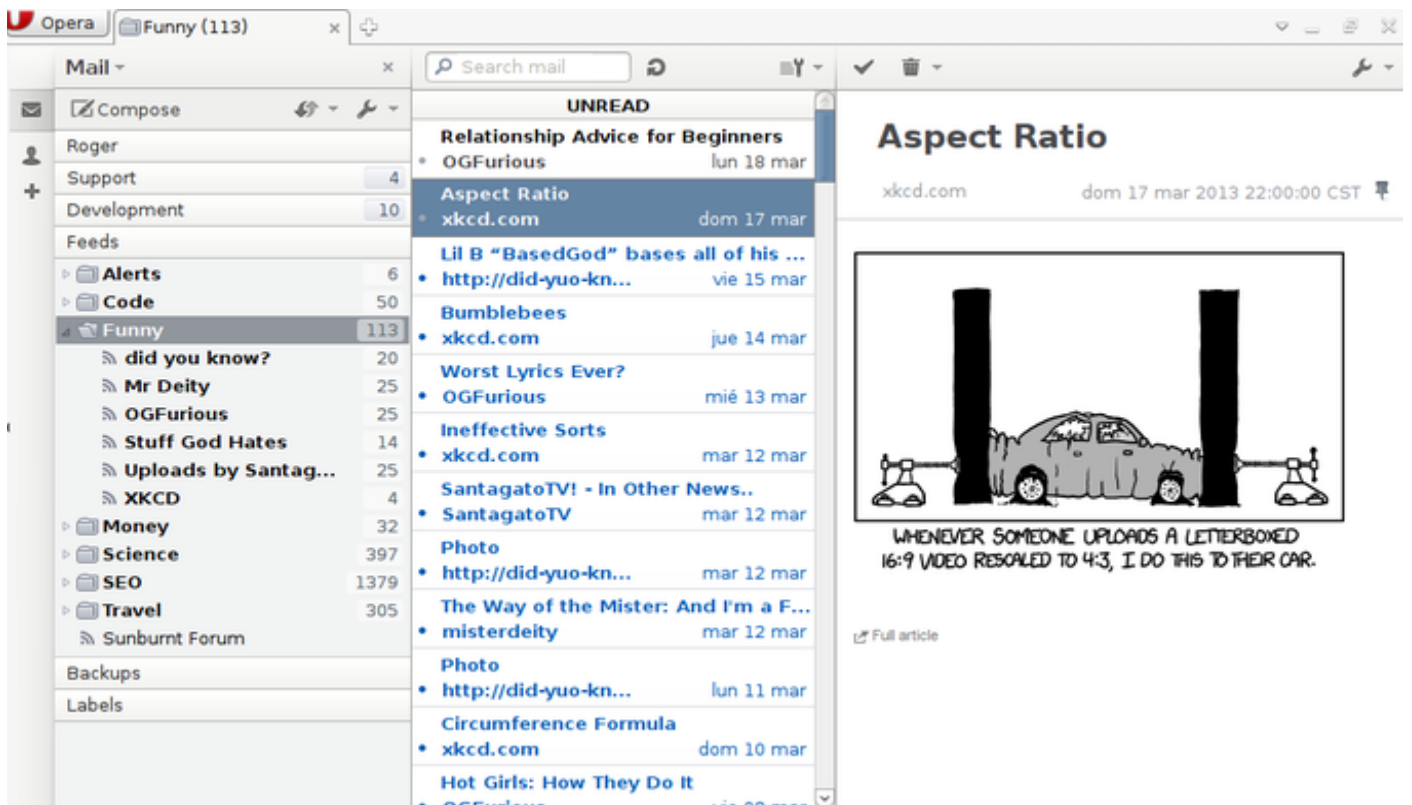 Opera
Funny (113)
Mail
Compose
Roger
Support 4
Development 10
Feeds
Alerts 6
Code 50
Funny 113
did you know? 20
Mr Deity 25
OGFurious 25
Stuff God Hates 14
Uploads by Santag... 25
XKCD 4
Money 32
Science 397
SEO 1379
Travel 305
Sunburnt Forum
Backups
Labels
Search mail
UNREAD
Relationship Advice for Beginners
OGFurious lun 18 mar
Aspect Ratio
xkcd.com dom 17 mar
Lil B “BasedGod” bases all of his ...
http://did-yuo-kn... vie 15 mar
Bumblebees
xkcd.com jue 14 mar
Worst Lyrics Ever?
OGFurious mié 13 mar
Ineffective Sorts
xkcd.com mar 12 mar
SantagatoTV! - In Other News..
SantagatoTV mar 12 mar
Photo
http://did-yuo-kn... mar 12 mar
The Way of the Mister: And I'm a F...
misterdeity mar 12 mar
Photo
http://did-yuo-kn... lun 11 mar
Circumference Formula
xkcd.com dom 10 mar
Hot Girls: How They Do It
Aspect Ratio
xkcd.com dom 17 mar 2013 22:00:00 CST
WHENEVER SOMEONE UPLOADS A LETTERBOXED
16:9 VIDEO RESCALED TO 4:3, I DO THIS TO THEIR CAR.
Full article